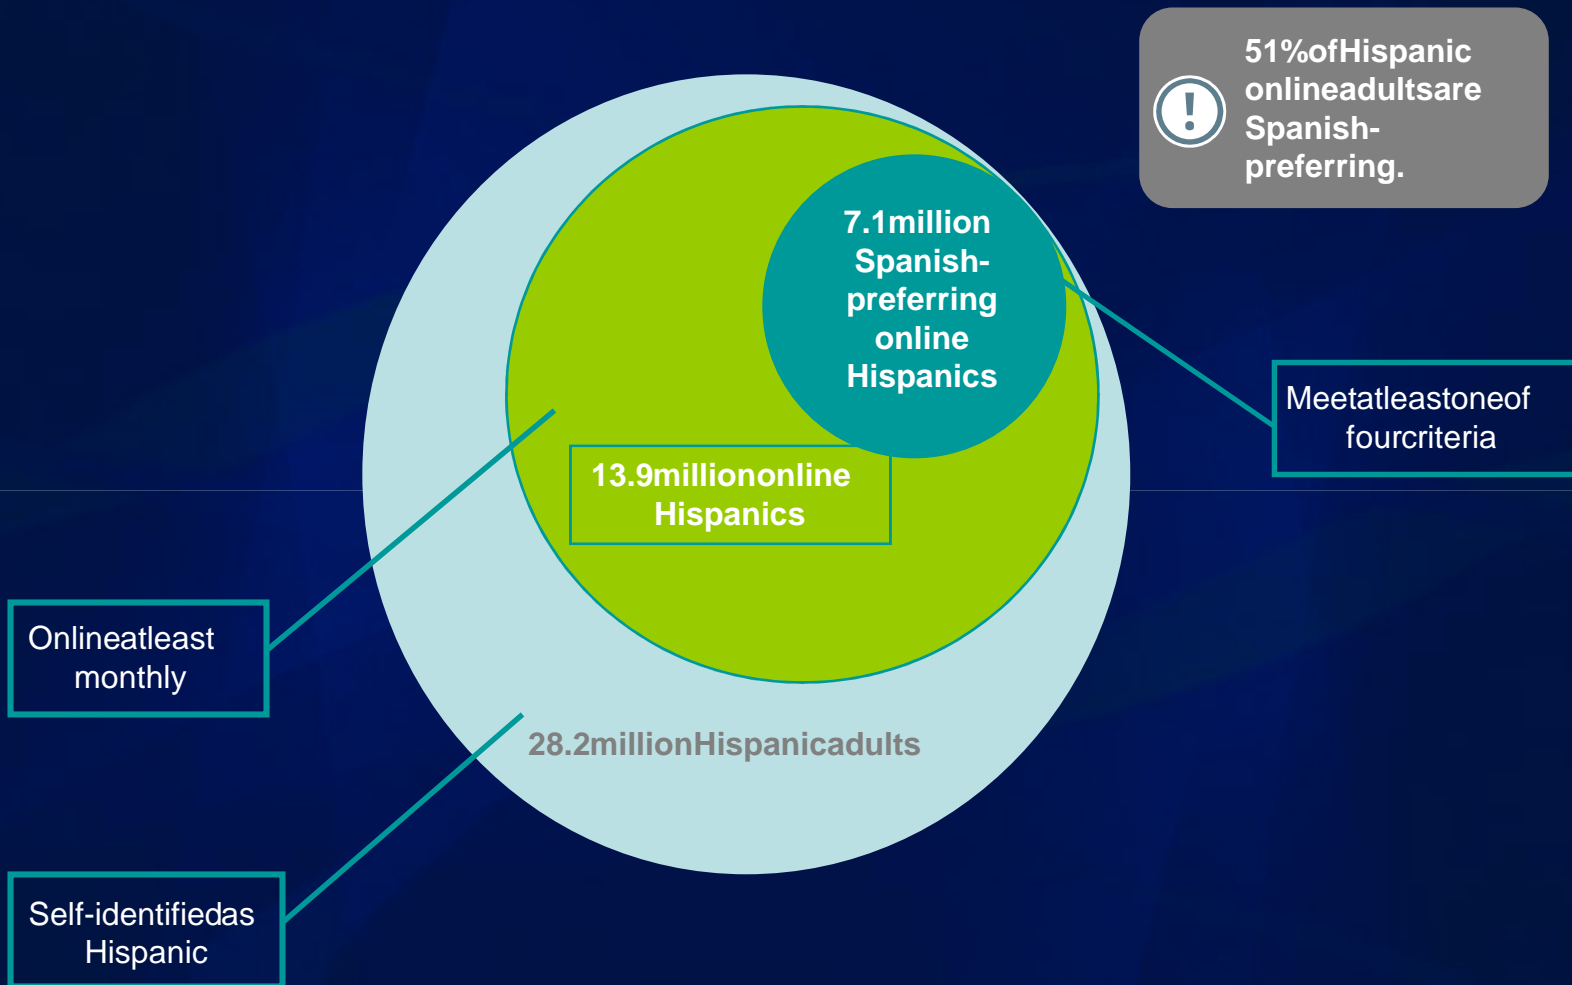 51%ofHispanic
onlineadultsare
Spanish-
preferring.
7.1million
Spanish-
preferring
online
Hispanics
Meetatleastoneof
fourcriteria
13.9milliononline
Hispanics
Onlineatleast
monthly
28.2millionHispanicadults
Self-identifiedas
Hispanic